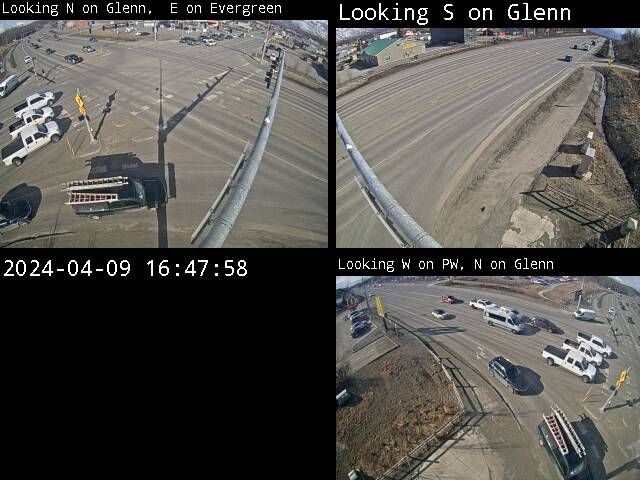 Looking N on Glenn,  E on Evergreen
Looking S on Glenn
2024-04-09 16:47:58
Looking W on PW, N on Glenn